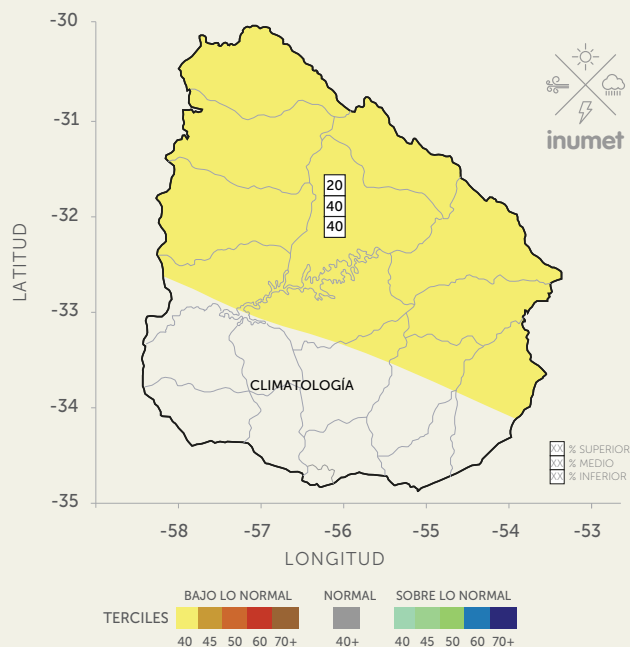 -30
-31
-32
-33
-34
-35
LATITUD
inumet
20
40
40
CLIMATOLOGÍA
XX % SUPERIOR
XX % MEDIO
XX % INFERIOR
-58 -57 -56 -55 -54 -53
LONGITUD
BAJO LO NORMAL NORMAL SOBRE LO NORMAL
TERCILES
40 45 50 60 70+ 40+ 40 45 50 60 70+